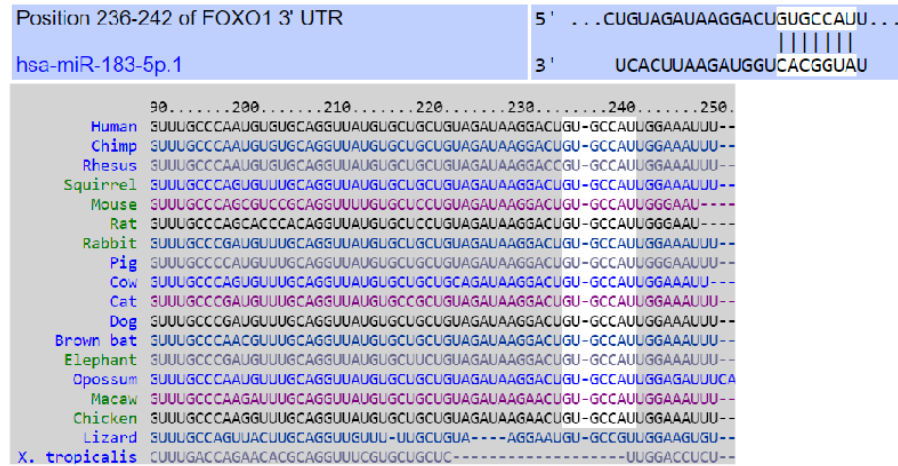 Position 236-242 of FOXO1 3' UTR
5' ...CUGUAGAUAAGGACUGUGCCAUU...
|||||||
hsa-miR-183-5p.1
3' UCACUUAAGAUGGUCACGGUAU
90.......200.......210.......220.......230.......240.......250.
Human GUUUGCCCAAUGUGUGCAGGUUAUGUGCUGCUGUAGAUAAGGACUGU-GCCAUUGGAAAUUU--
Chimp GUUUGCCCAAUGUGUGCAGGUUAUGUGCUGCUGUAGAUAAGGACUGU-GCCAUUGGAAAUUU--
Rhesus GUUUGCCCAAUGUGUGCAGGUUAUGUGCUGCUGUAGAUAAGGACCGU-GCCAUUGGAAAUUU--
Squirrel GUUUGCCCAGUGUUUGCAGGUUAUGUGCUGCUGUAGAUAAGGACUGU-GCCAUUGGAAAUUU--
Mouse GUUUGCCCAGCGUCCGCAGGUUUUGUGCUCCUGUAGAUAAGGACUGU-GCCAUUGGGAAU----
Rat GUUUGCCCAGCACCCACAGGUUAUGUGCUCCUGUAGAUAAGGACUGU-GCCAUUGGGAAU----
Rabbit GUUUGCCCGAUGUUUGCAGGUUAUGUGCUGCUGUAGAUAAGGACUGU-GCCAUUGGAAAUUU--
Pig GUUUGCCCCAUGUUUGCAGGUUAUGUGCUGCUGUAGAUAAGGACUGU-GCCAUUGGGAAUUU--
Cow GUUUGCCCAGUGUUUGCAGGUUAUGUGCUGCUGCAGAUAAGGACUGU-GCCAUUGGAAAUU---
Cat GUUUGCCCGAUGUUUGCAGGUUAUGUGCCGCUGUAGAUAAGGACUGU-GCCAUUGGAAAUUU--
Dog GUUUGCCCGAUGUUUGCAGGUUAUGUGCUGCUGUAGAUAAGGACUGU-GCCAUUGGAAAUUU--
Brown bat GUUUGCCCAACGUUUGCAGGUUAUGUGCUGCUGUAGAUAAGGACUGU-GCCAUUGGAAAUUU--
Elephant GUUUGCCCGAUGUUUGCAGGUUAUGUGCUUCUGUAGAUAAGGACUGU-GCCAUUGGAAAUUU--
Opossum GUUUGCCCAAUGUUUGCAGGUUAUGUGCUGCUGUAGAUAAGGACUGU-GCCAUUGGAGAUUUCA
Macaw GUUUGCCCAAGAUUUGCAGGUUAUGUGCUGCUGUAGAUAAGAACUGU-GCCAUUGGAAAUUU--
Chicken GUUUGCCCAAGGUUUGCAGGUUAUGUGCUGCUGUAGAUAAGAACUGU-GCCAUUGGAAAUUU--
Lizard GUUUGCCAGUUACUUGCAGGUUGUUU-UUGCUGUA----AGGAAUGU-GCCGUUGGAAGUGU--
X. tropicalis CUUUGACCAGAACACGCAGGUUUCGUGCUGCUC-------------------UUGGACCUCU--